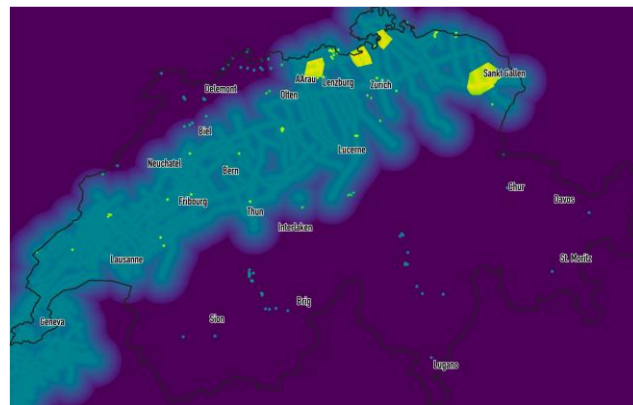 Sankt Gallen
AArau
Lenzburg
Zurich
Delemont
Olten
Biel
Lucerne
Neuchatel
Bern
Chur
Davos
Fribourg
Thun
Interlaken
Lausanne
St. Moritz
Brig
Geneva
Sion
Lugano